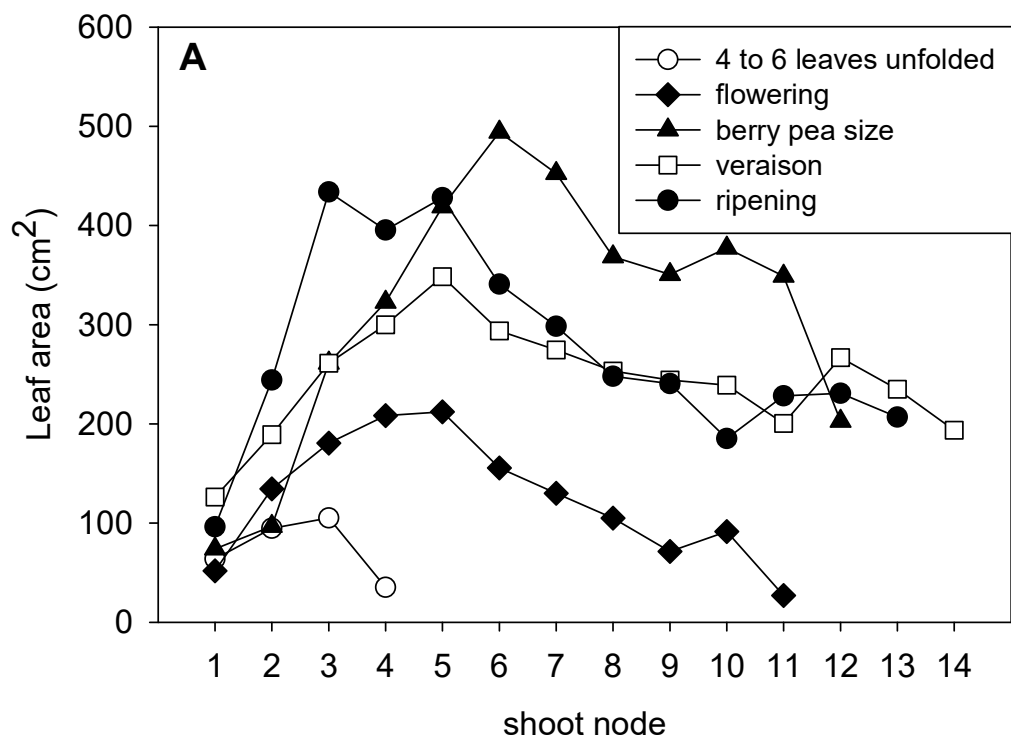 A
4 to 6 leaves unfolded
flowering
berry pea size
veraison
ripening
Leaf area (cm²)
600
500
400
300
200
100
0
1 2 3 4 5 6 7 8 9 10 11 12 13 14
shoot node